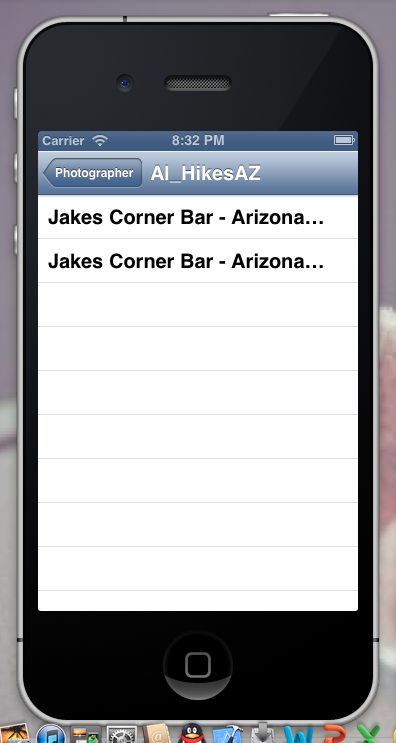 Carrier 8:32 PM
Photographer Al_HikesAZ
Jakes Corner Bar - Arizona…
Jakes Corner Bar - Arizona…